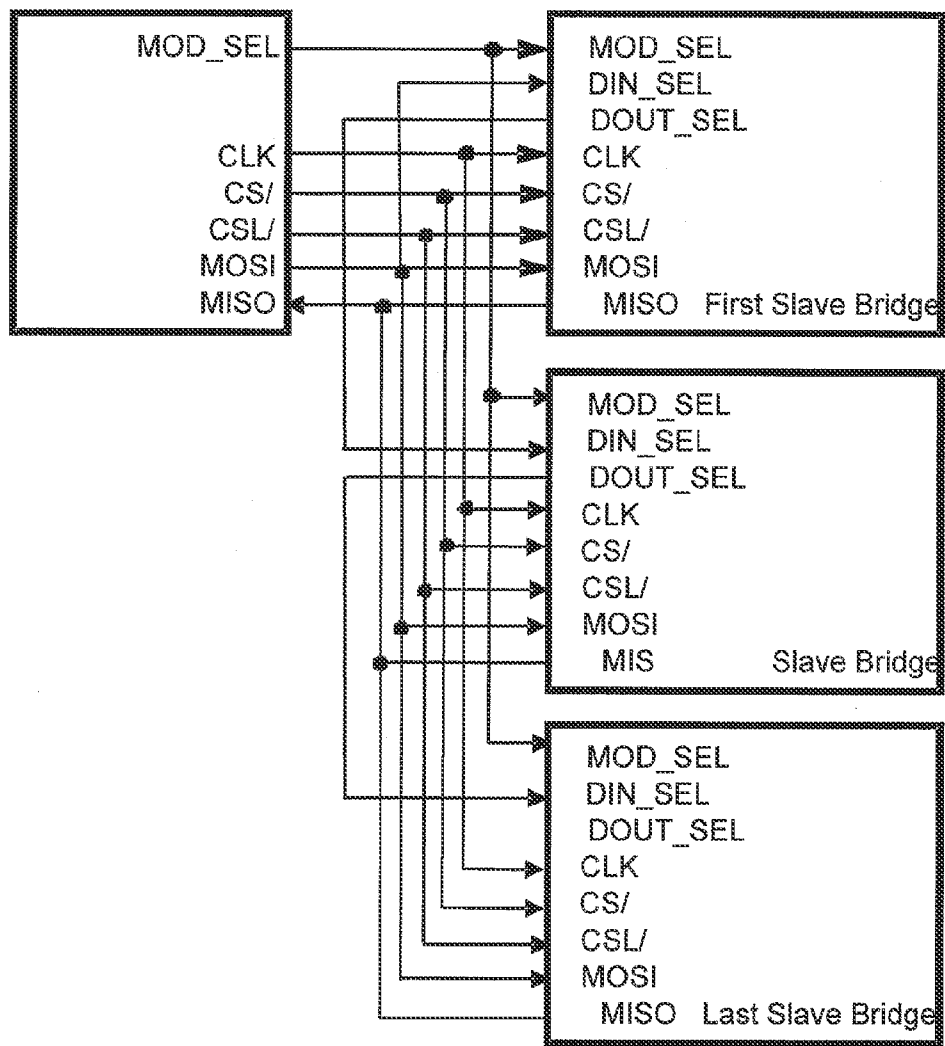 MOD_SEL
CLK
CS/
CSL/
MOSI
MISO
MOD_SEL
DIN_SEL
DOUT_SEL
CLK
CS/
CSL/
MOSI
MISO First Slave Bridge
MOD_SEL
DIN_SEL
DOUT_SEL
CLK
CS/
CSL/
MOSI
MIS Slave Bridge
MOD_SEL
DIN_SEL
DOUT_SEL
CLK
CS/
CSL/
MOSI
MISO Last Slave Bridge